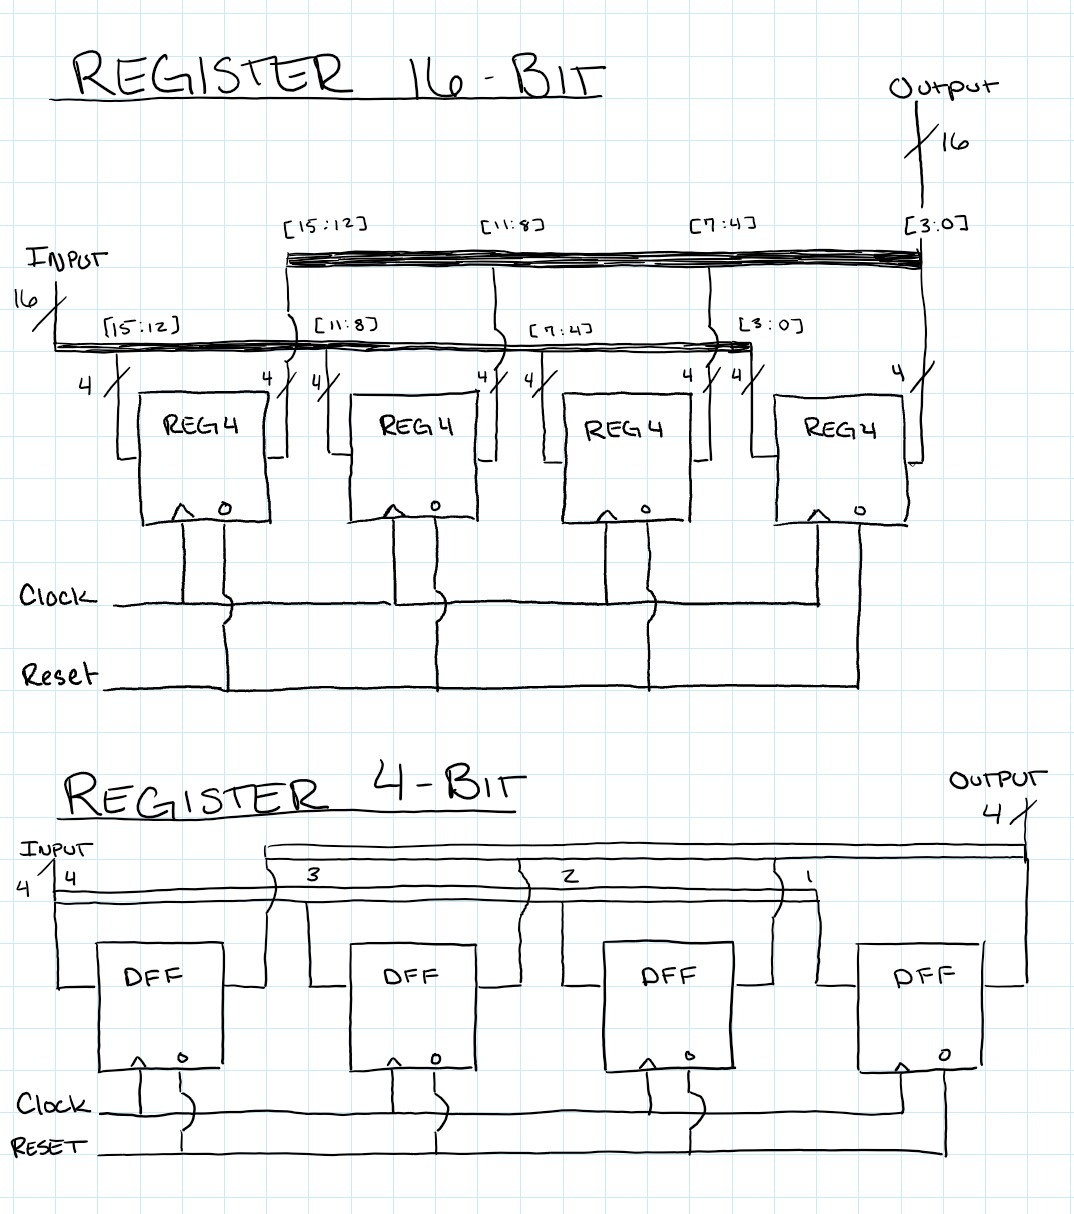 REGISTER 16-BIT
OUTPUT
16
[15:12] [11:8] [7:4] [3:0]
INPUT
16
[15:12] [11:8] [7:4] [3:0]
4 4 4 4 4 4 4 4
REG4 REG4 REG4 REG4
Clock
Reset
REGISTER 4-BIT
OUTPUT
4
INPUT
4 4 3 2 1
DFF DFF DFF DFF
Clock
RESET